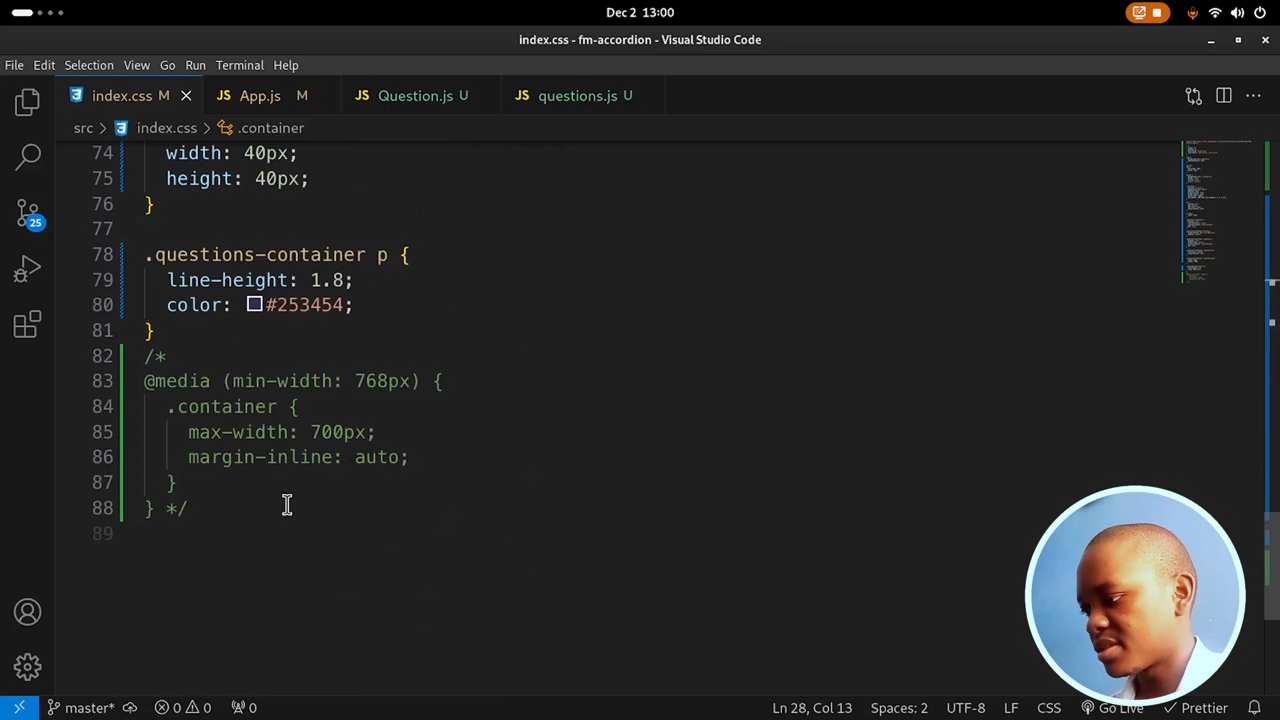 Dec 2 13:00
index.css - fm-accordion - Visual Studio Code
File Edit Selection View Go Run Terminal Help
index.css M App.js M Question.js U questions.js U
src > index.css > .container
74 width: 40px;
75 height: 40px;
76 }
77
78 .questions-container p {
79 line-height: 1.8;
80 color: #253454;
81 }
82 /*
83 @media (min-width: 768px) {
84 .container {
85 max-width: 700px;
86 margin-inline: auto;
87 }
88 } */
89
25
master* 0 0 0 Ln 28, Col 13 Spaces: 2 UTF-8 LF CSS Go Live Prettier